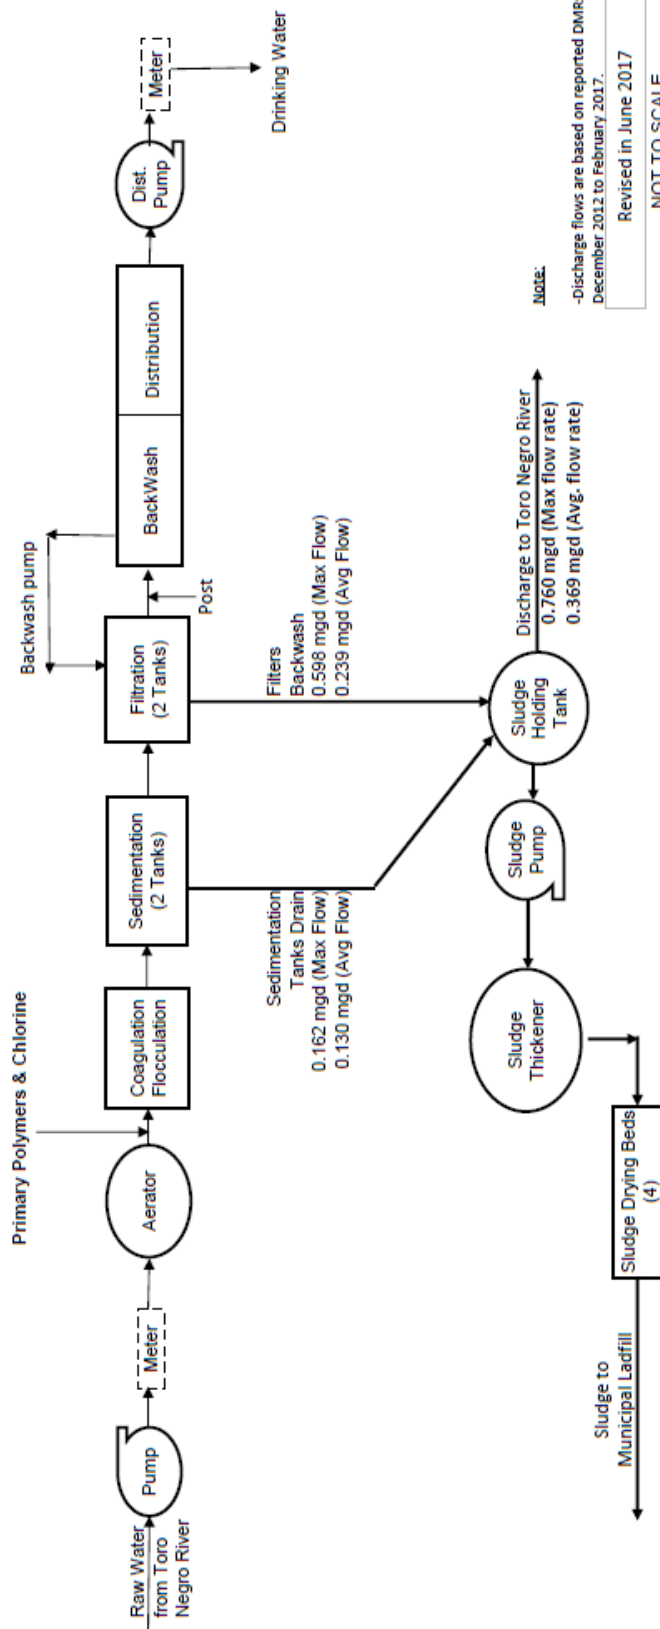 Primary Polymers & Chlorine
Raw Water
from Toro
Negro River
Pump
Meter
Aerator
Coagulation
Flocculation
Sedimentation
(2 Tanks)
Filtration
(2 Tanks)
Backwash pump
Post
BackWash
Distribution
Dist.
Pump
Meter
Drinking Water
Sedimentation
Tanks Drain
0.162 mgd (Max Flow)
0.130 mgd (Avg Flow)
Filters
Backwash
0.598 mgd (Max Flow)
0.239 mgd (Avg Flow)
Sludge
Holding
Tank
Discharge to Toro Negro River
0.760 mgd (Max flow rate)
0.369 mgd (Avg. flow rate)
Sludge
Pump
Sludge
Thickener
Sludge Drying Beds
(4)
Sludge to
Municipal Ladfill
Note:
-Discharge flows are based on reported DMR
December 2012 to February 2017.
Revised in June 2017
NOT TO SCALE